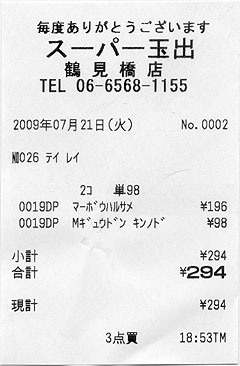 毎度ありがとうございます
スーパー玉出
鶴見橋店
TEL 06-6568-1155
2009年07月21日(火) No.0002
№026 テイ レイ
2コ 単98
0019DP マーボウハルサメ ¥196
0019DP Mギュウドン キンノド ¥98
小計 ¥294
合計 ¥294
現計 ¥294
3点買 18:53TM